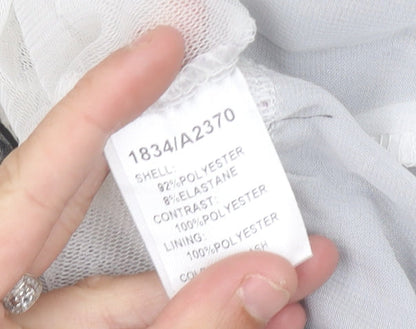 1834/A2370
SHELL:
92%POLYESTER
8%ELASTANE
CONTRAST:
100%POLYESTER
LINING:
100%POLYESTER